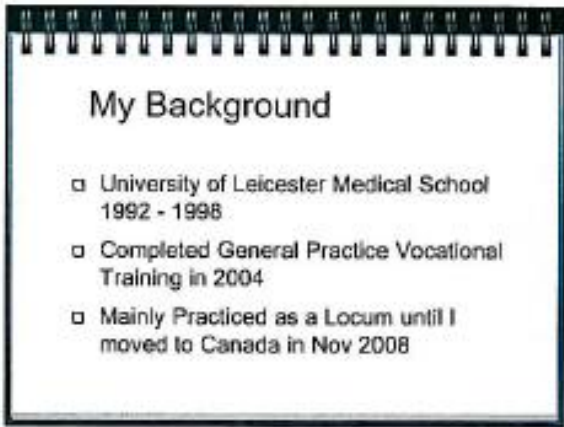 My Background
University of Leicester Medical School
1992 - 1998
Completed General Practice Vocational
Training in 2004
Mainly Practiced as a Locum until I
moved to Canada in Nov 2008